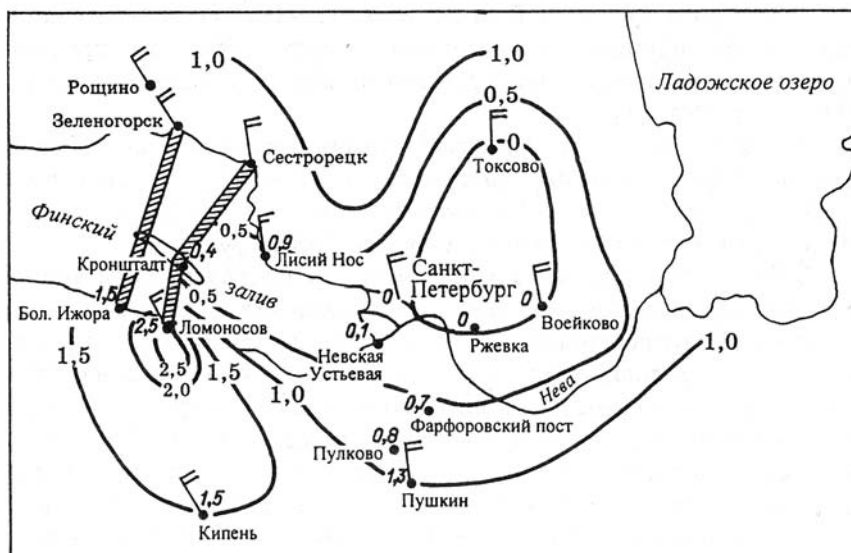 1,0
1,0
Ладожское озеро
Рощино
0,5
Зеленогорск
0
Токсово
Сестрорецк
Финский
0,5
0,9
Лисий Нос
0,4
Кронштадт
залив
0,5
0
Санкт-
Петербург
0
Воейково
1,5
Бол. Ижора
2,5
Ломоносов
0,1
0
Ржевка
Невская
Устьевая
1,0
1,5
2,5
1,5
2,0
1,0
Нева
0,7
Фарфоровский пост
0,8
Пулково
1,3
Пушкин
1,5
Кипень